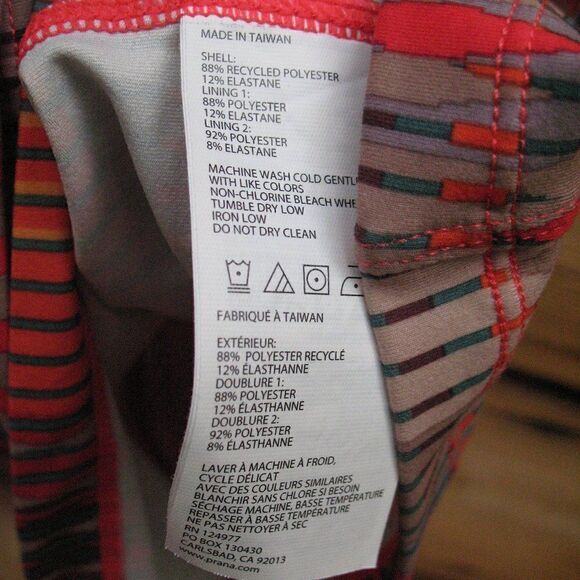 MADE IN TAIWAN
SHELL:
88% RECYCLED POLYESTER
12% ELASTANE
LINING 1:
88% POLYESTER
12% ELASTANE
LINING 2:
92% POLYESTER
8% ELASTANE
MACHINE WASH COLD GENTL
WITH LIKE COLORS
NON-CHLORINE BLEACH WHE
TUMBLE DRY LOW
IRON LOW
DO NOT DRY CLEAN
FABRIQUÉ À TAIWAN
EXTÉRIEUR:
88% POLYESTER RECYCLÉ
12% ÉLASTHANNE
DOUBLURE 1:
88% POLYESTER
12% ÉLASTHANNE
DOUBLURE 2:
92% POLYESTER
8% ÉLASTHANNE
LAVER À MACHINE À FROID,
CYCLE DÉLICAT
AVEC DES COULEURS SIMILAIRES
BLANCHIR SANS CHLORE SI BESOIN
SÉCHAGE MACHINE, BASSE TEMPÉRATURE
REPASSER À BASSE TEMPÉRATURE
NE PAS NETTOYER À SEC
RN 124977
PO BOX 130430
CARLSBAD, CA 92013
www.prana.com